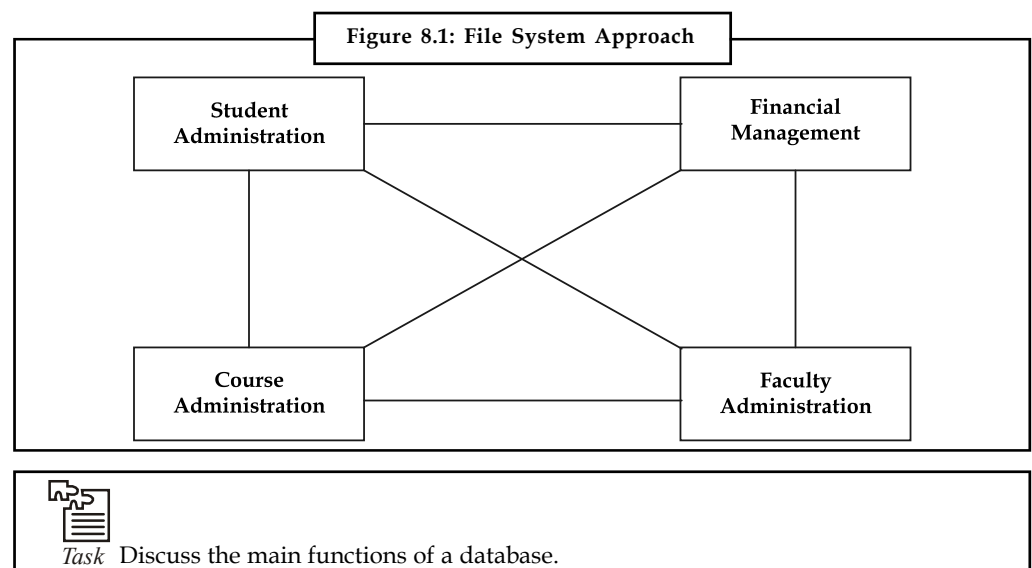 Figure 8.1: File System Approach
Student
Administration
Financial
Management
Course
Administration
Faculty
Administration
Task Discuss the main functions of a database.